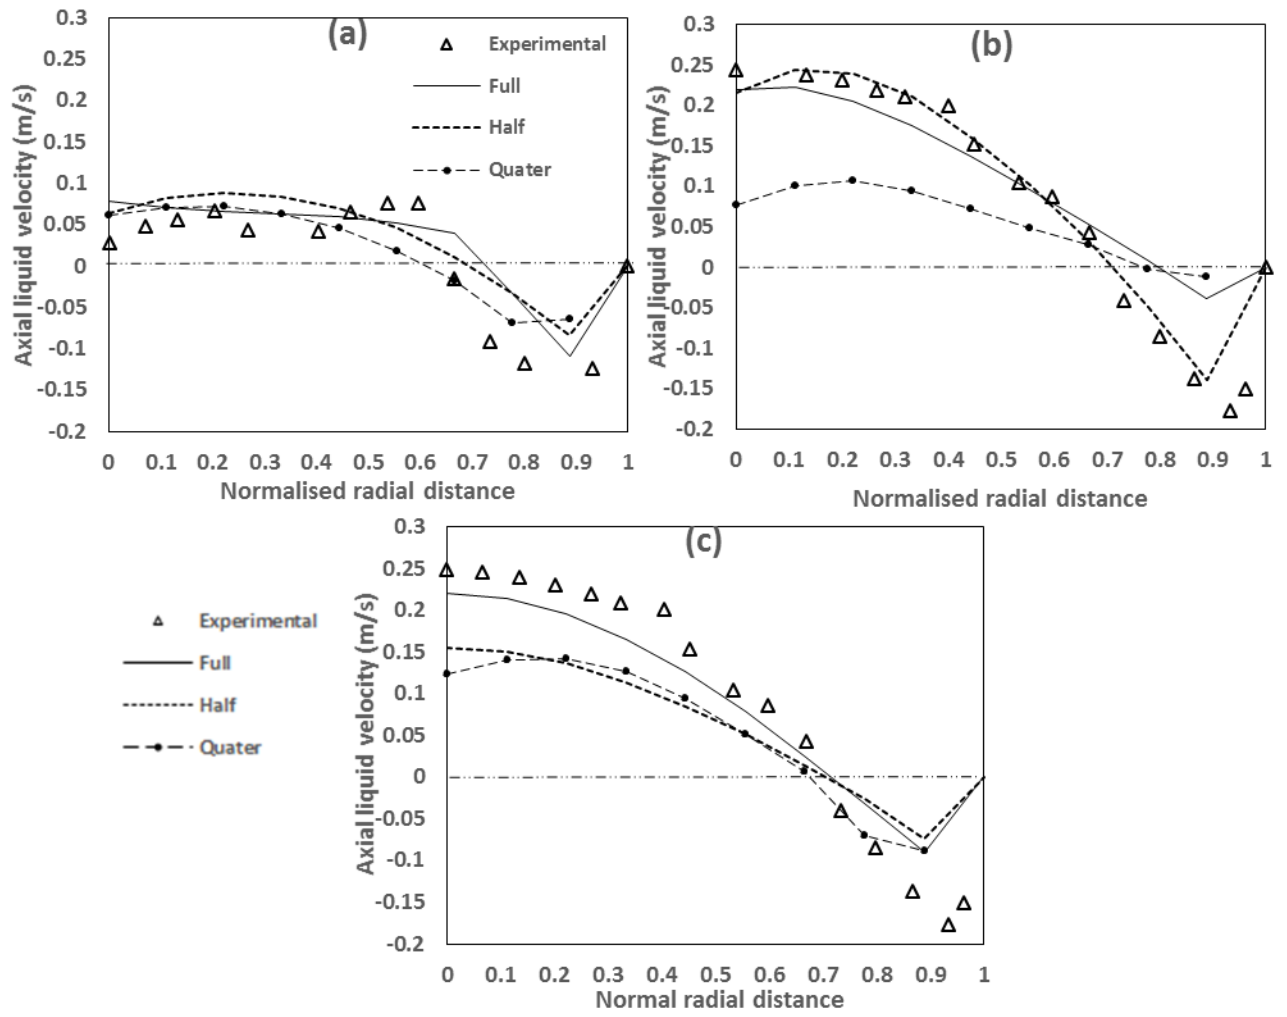 (a)
Axial liquid velocity (m/s)
0.3
0.25
0.2
0.15
0.1
0.05
0
-0.05
-0.1
-0.15
-0.2
Experimental
Full
Half
Quater
0 0.1 0.2 0.3 0.4 0.5 0.6 0.7 0.8 0.9 1
Normalised radial distance
(b)
Axial liquid velocity (m/s)
0.3
0.25
0.2
0.15
0.1
0.05
0
-0.05
-0.1
-0.15
-0.2
0 0.1 0.2 0.3 0.4 0.5 0.6 0.7 0.8 0.9 1
Normalised radial distance
Experimental
Full
Half
Quater
(c)
Axial liquid velocity (m/s)
0.3
0.25
0.2
0.15
0.1
0.05
0
-0.05
-0.1
-0.15
-0.2
0 0.1 0.2 0.3 0.4 0.5 0.6 0.7 0.8 0.9 1
Normal radial distance